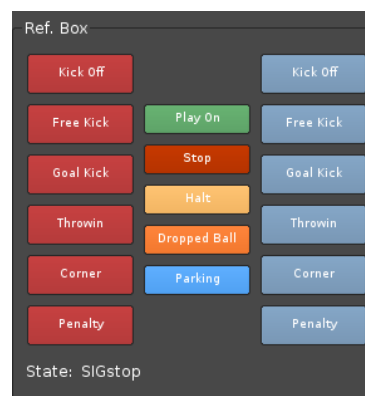 Ref. Box
Kick Off
Kick Off
Free Kick
Play On
Free Kick
Stop
Goal Kick
Goal Kick
Halt
Throwin
Dropped Ball
Throwin
Corner
Parking
Corner
Penalty
Penalty
State: SIGstop